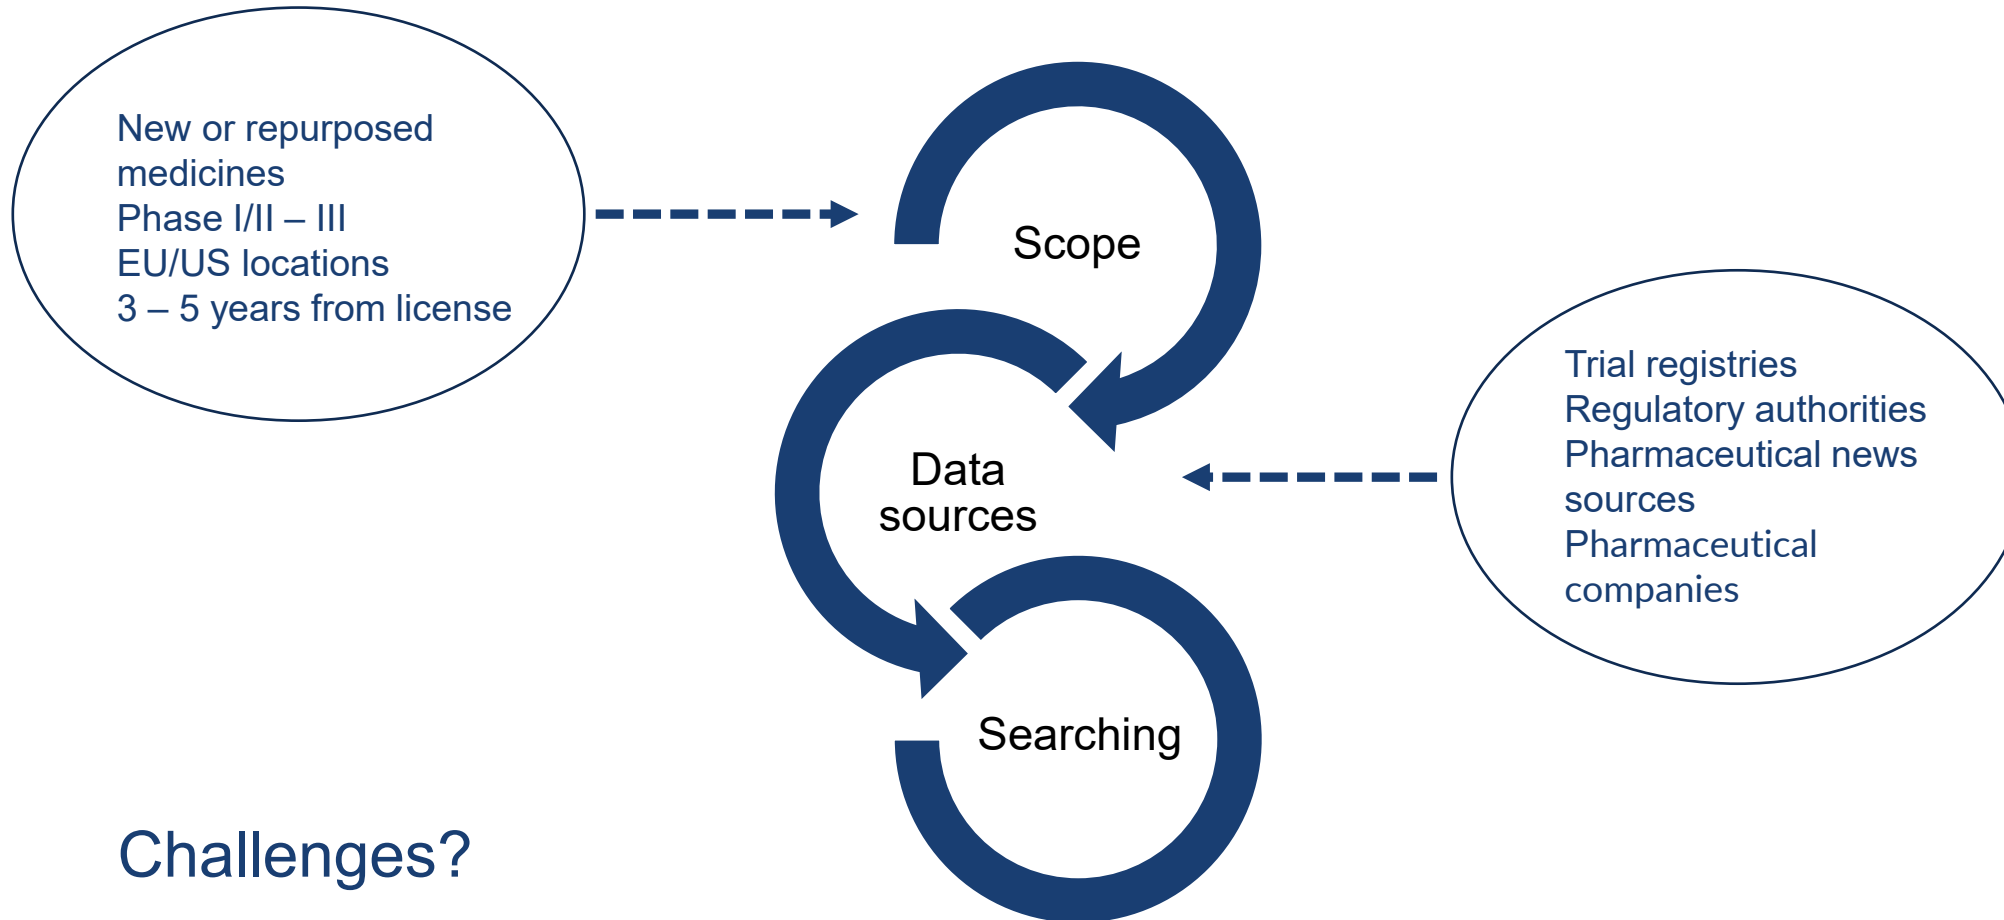 New or repurposed
medicines
Phase I/II – III
EU/US locations
3 – 5 years from license
Scope
Data
sources
Trial registries
Regulatory authorities
Pharmaceutical news
sources
Pharmaceutical
companies
Searching
Challenges?